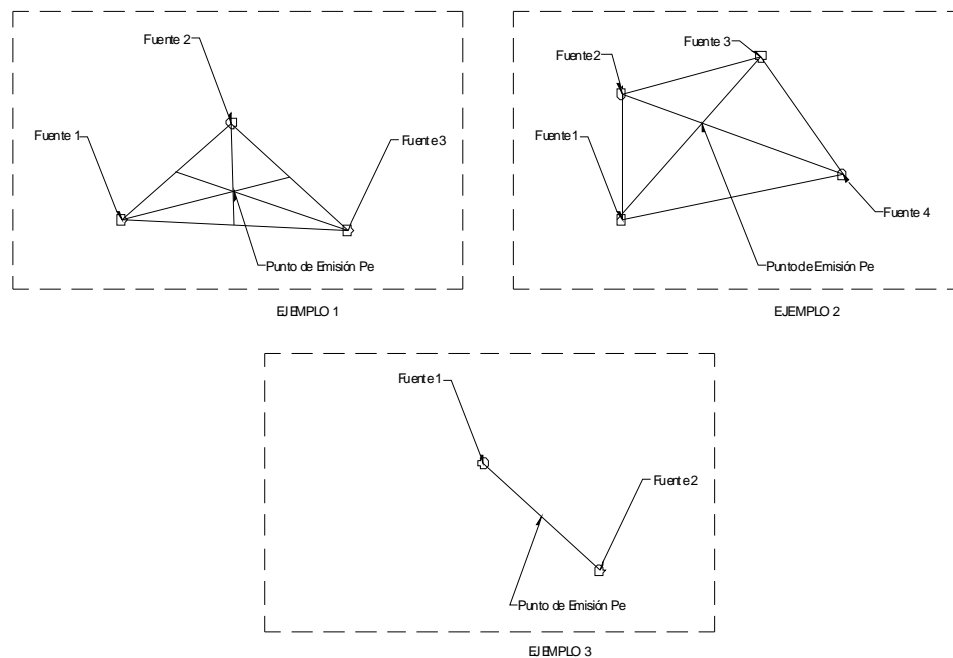 Fuente 2
Fuente 1
Fuente 3
Punto de Emisión Pe
EJEMPLO 1
Fuente 3
Fuente 2
Fuente 1
Fuente 4
Punto de Emisión Pe
EJEMPLO 2
Fuente 1
Fuente 2
Punto de Emisión Pe
EJEMPLO 3